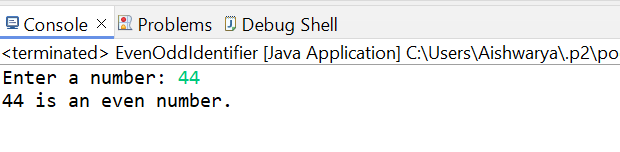 Console Problems Debug Shell
<terminated> EvenOddIdentifier [Java Application] C:\Users\Aishwarya\.p2\po
Enter a number: 44
44 is an even number.